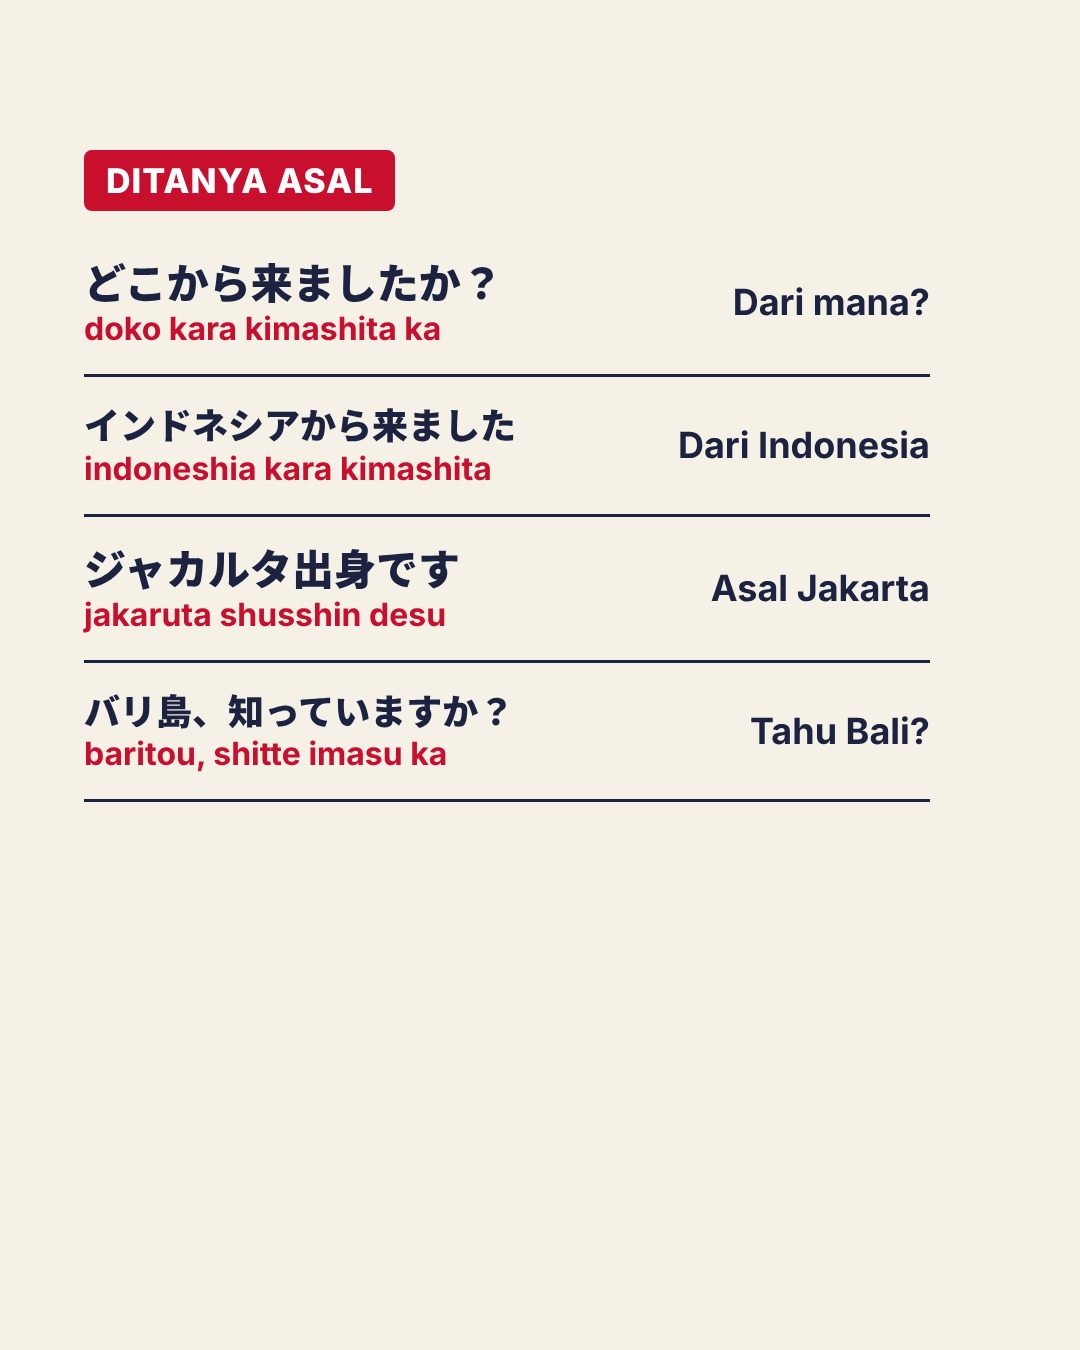 DITANYA ASAL
どこから来ましたか？
doko kara kimashita ka
Dari mana?
インドネシアから来ました
indoneshia kara kimashita
Dari Indonesia
ジャカルタ出身です
jakaruta shusshin desu
Asal Jakarta
バリ島、知っていますか？
baritou, shitte imasu ka
Tahu Bali?